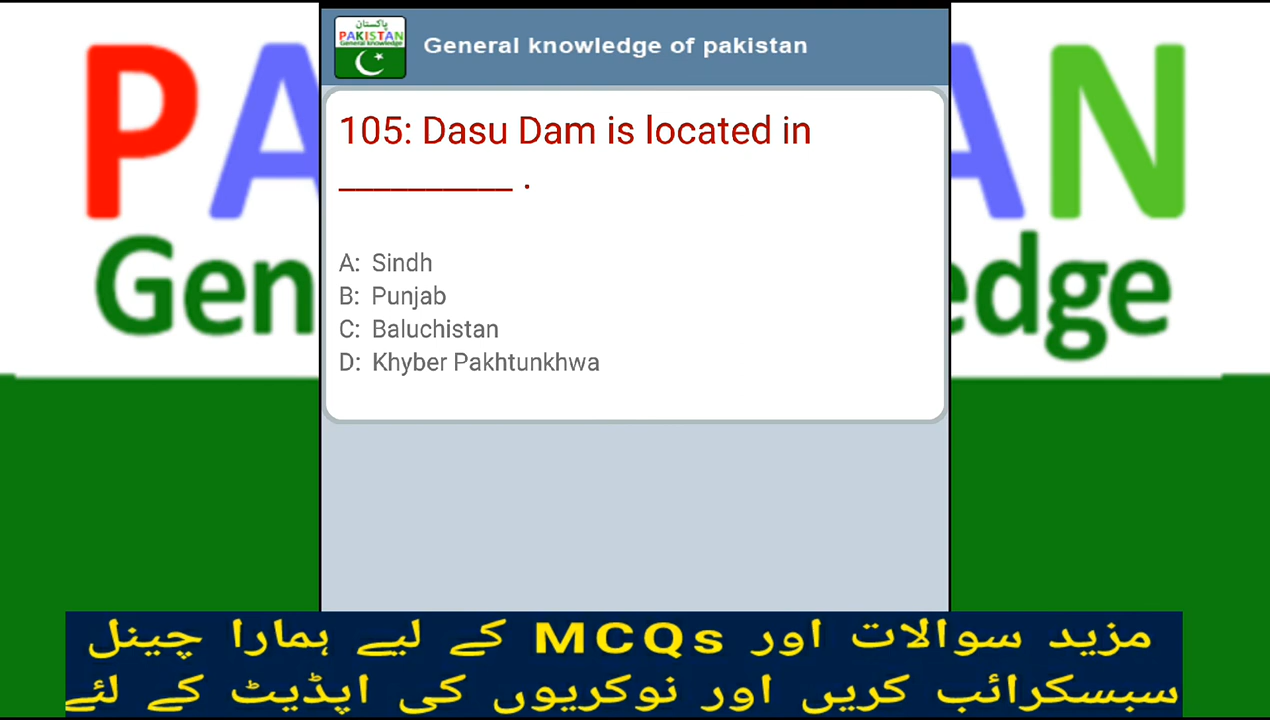 پاکستان
PAKISTAN
General knowledge
General knowledge of pakistan
105: Dasu Dam is located in
__________ .
A: Sindh
B: Punjab
C: Baluchistan
D: Khyber Pakhtunkhwa
P A AN
Gen edge
مزید سوالات اور MCQs کے لیے ہمارا چینل
سبسکرائب کریں اور نوکریوں کی اپڈیٹ کے لئے